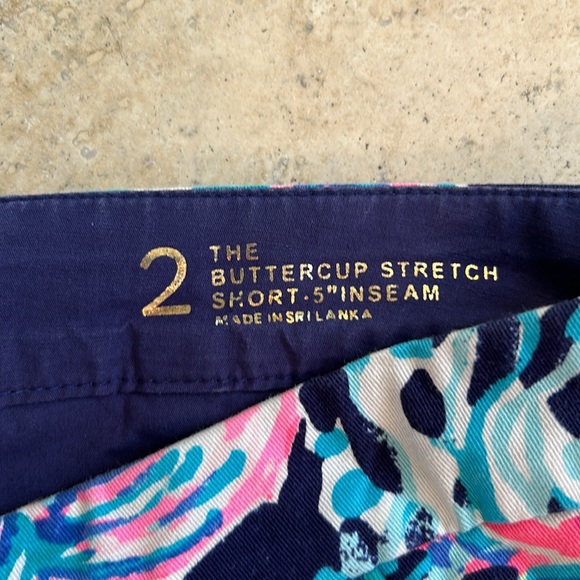 2
THE
BUTTERCUP STRETCH
SHORT·5"INSEAM
MADE IN SRI LANKA